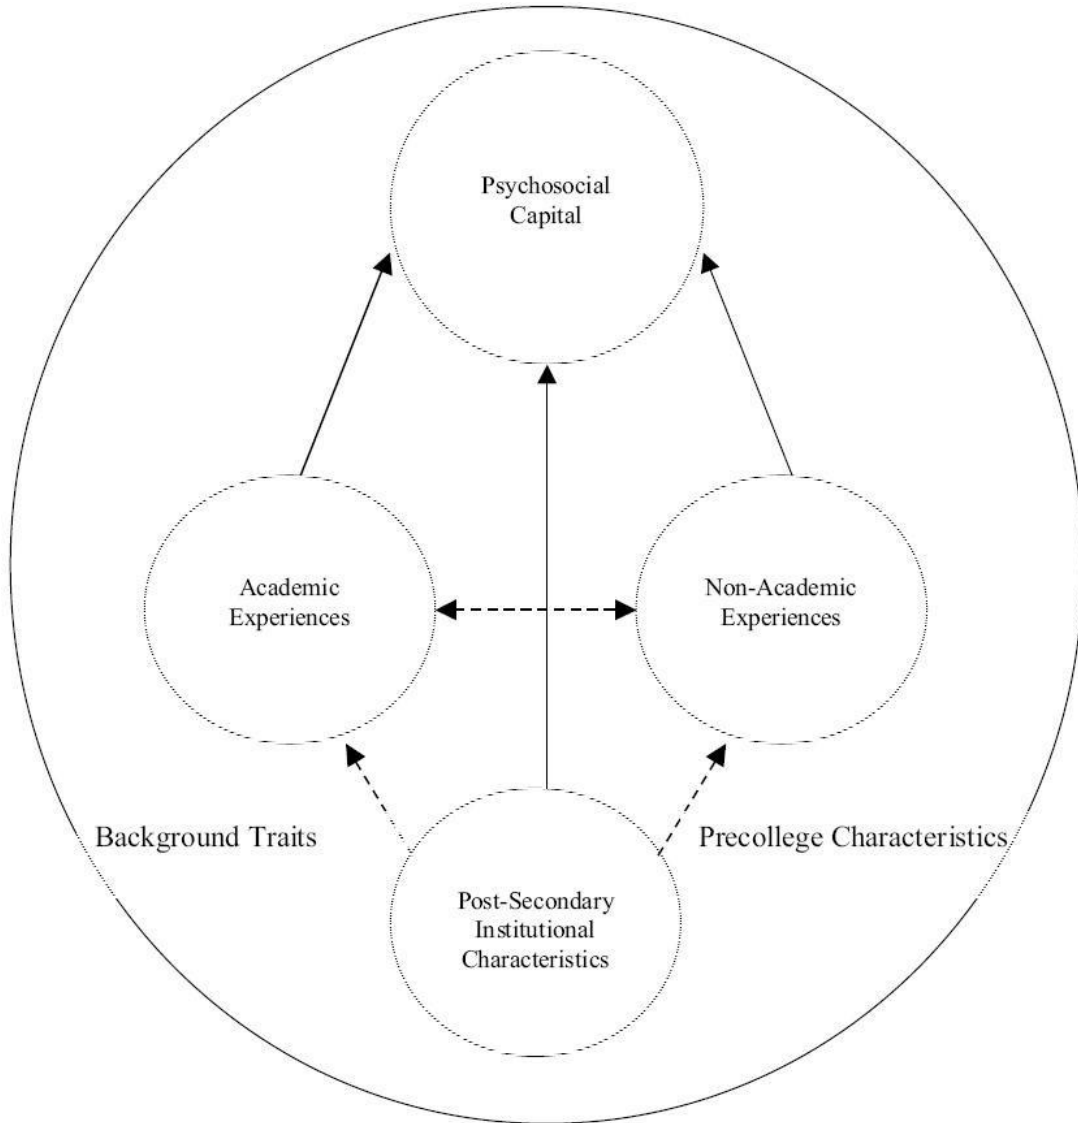 Psychosocial
Capital
Academic
Experiences
Non-Academic
Experiences
Background Traits
Precollege Characteristics
Post-Secondary
Institutional
Characteristics